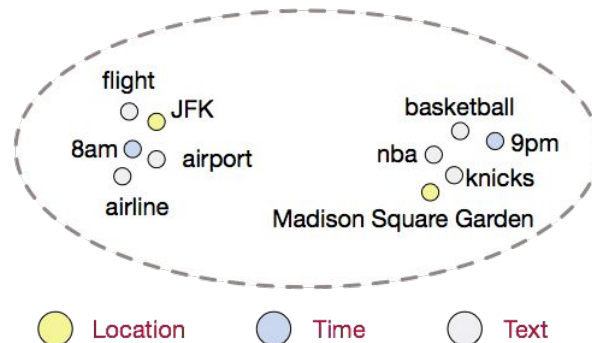 flight
JFK
8am
airport
airline
basketball
9pm
nba
knicks
Madison Square Garden
Location Time Text